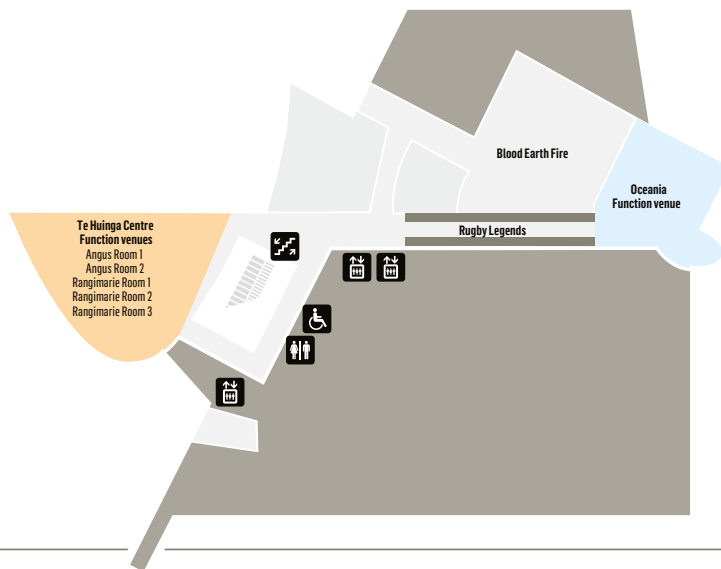 Blood Earth Fire
Oceania
Function venue
Te Huinga Centre
Function venues
Angus Room 1
Angus Room 2
Rangimarie Room 1
Rangimarie Room 2
Rangimarie Room 3
Rugby Legends